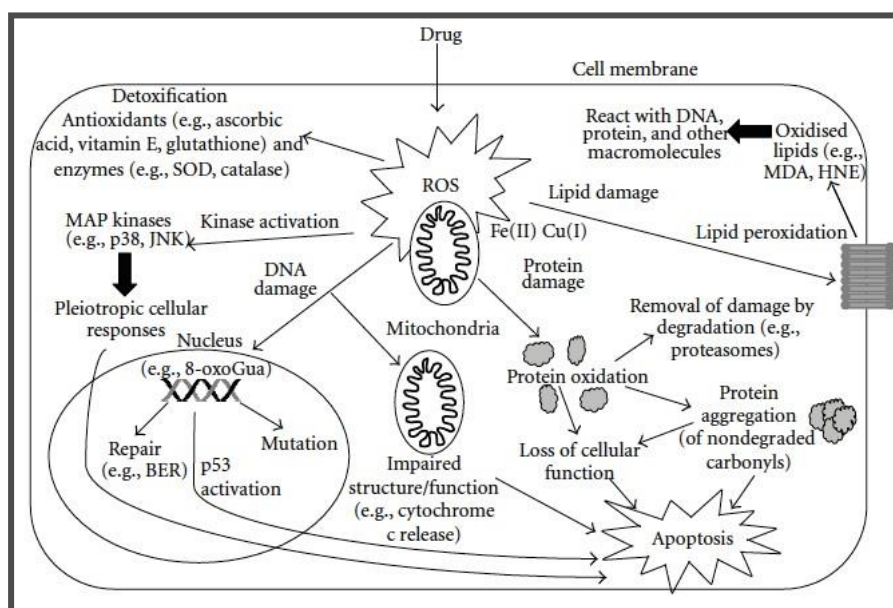 Drug
Cell membrane
Detoxification
Antioxidants (e.g., ascorbic
acid, vitamin E, glutathione) and
enzymes (e.g., SOD, catalase)
React with DNA,
protein, and other
macromolecules
Oxidised
lipids (e.g.,
MDA, HNE)
ROS
Lipid damage
MAP kinases
(e.g., p38, JNK)
Kinase activation
Fe(II) Cu(I)
Lipid peroxidation
DNA
damage
Protein
damage
Pleiotropic cellular
responses
Mitochondria
Removal of damage by
degradation (e.g.,
proteasomes)
Nucleus
(e.g., 8-oxoGua)
Protein oxidation
Protein
aggregation
(of nondegraded
carbonyls)
Repair
(e.g., BER)
Mutation
p53
activation
Impaired
structure/function
(e.g., cytochrome
c release)
Loss of cellular
function
Apoptosis